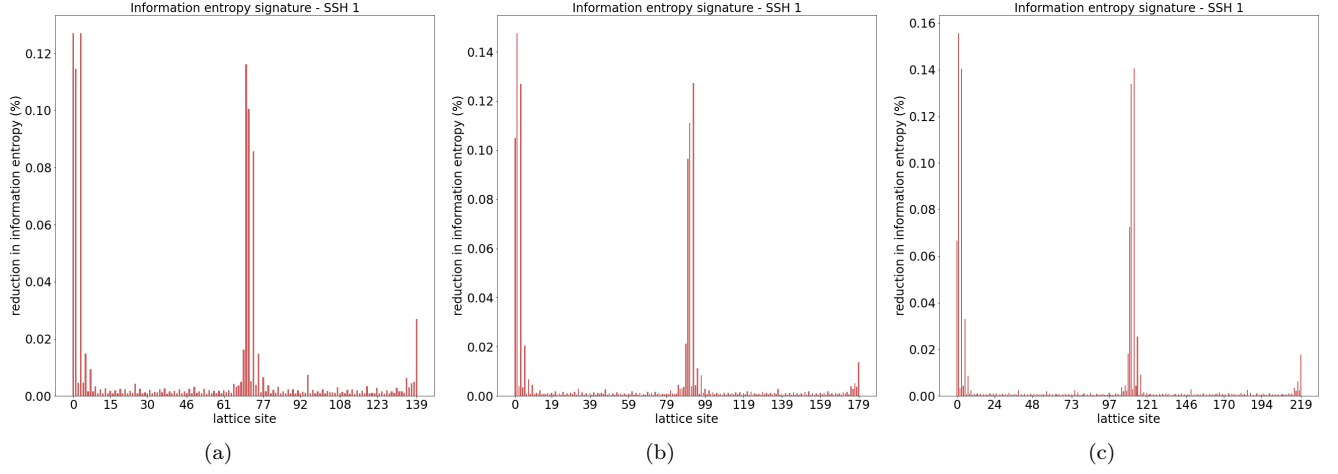 Information entropy signature - SSH 1
reduction in information entropy (%)
0.12
0.10
0.08
0.06
0.04
0.02
0.00
0 15 30 46 61 77 92 108 123 139
lattice site
(a)
Information entropy signature - SSH 1
reduction in information entropy (%)
0.14
0.12
0.10
0.08
0.06
0.04
0.02
0.00
0 19 39 59 79 99 119 139 159 179
lattice site
(b)
Information entropy signature - SSH 1
reduction in information entropy (%)
0.16
0.14
0.12
0.10
0.08
0.06
0.04
0.02
0.00
0 24 48 73 97 121 146 170 194 219
lattice site
(c)